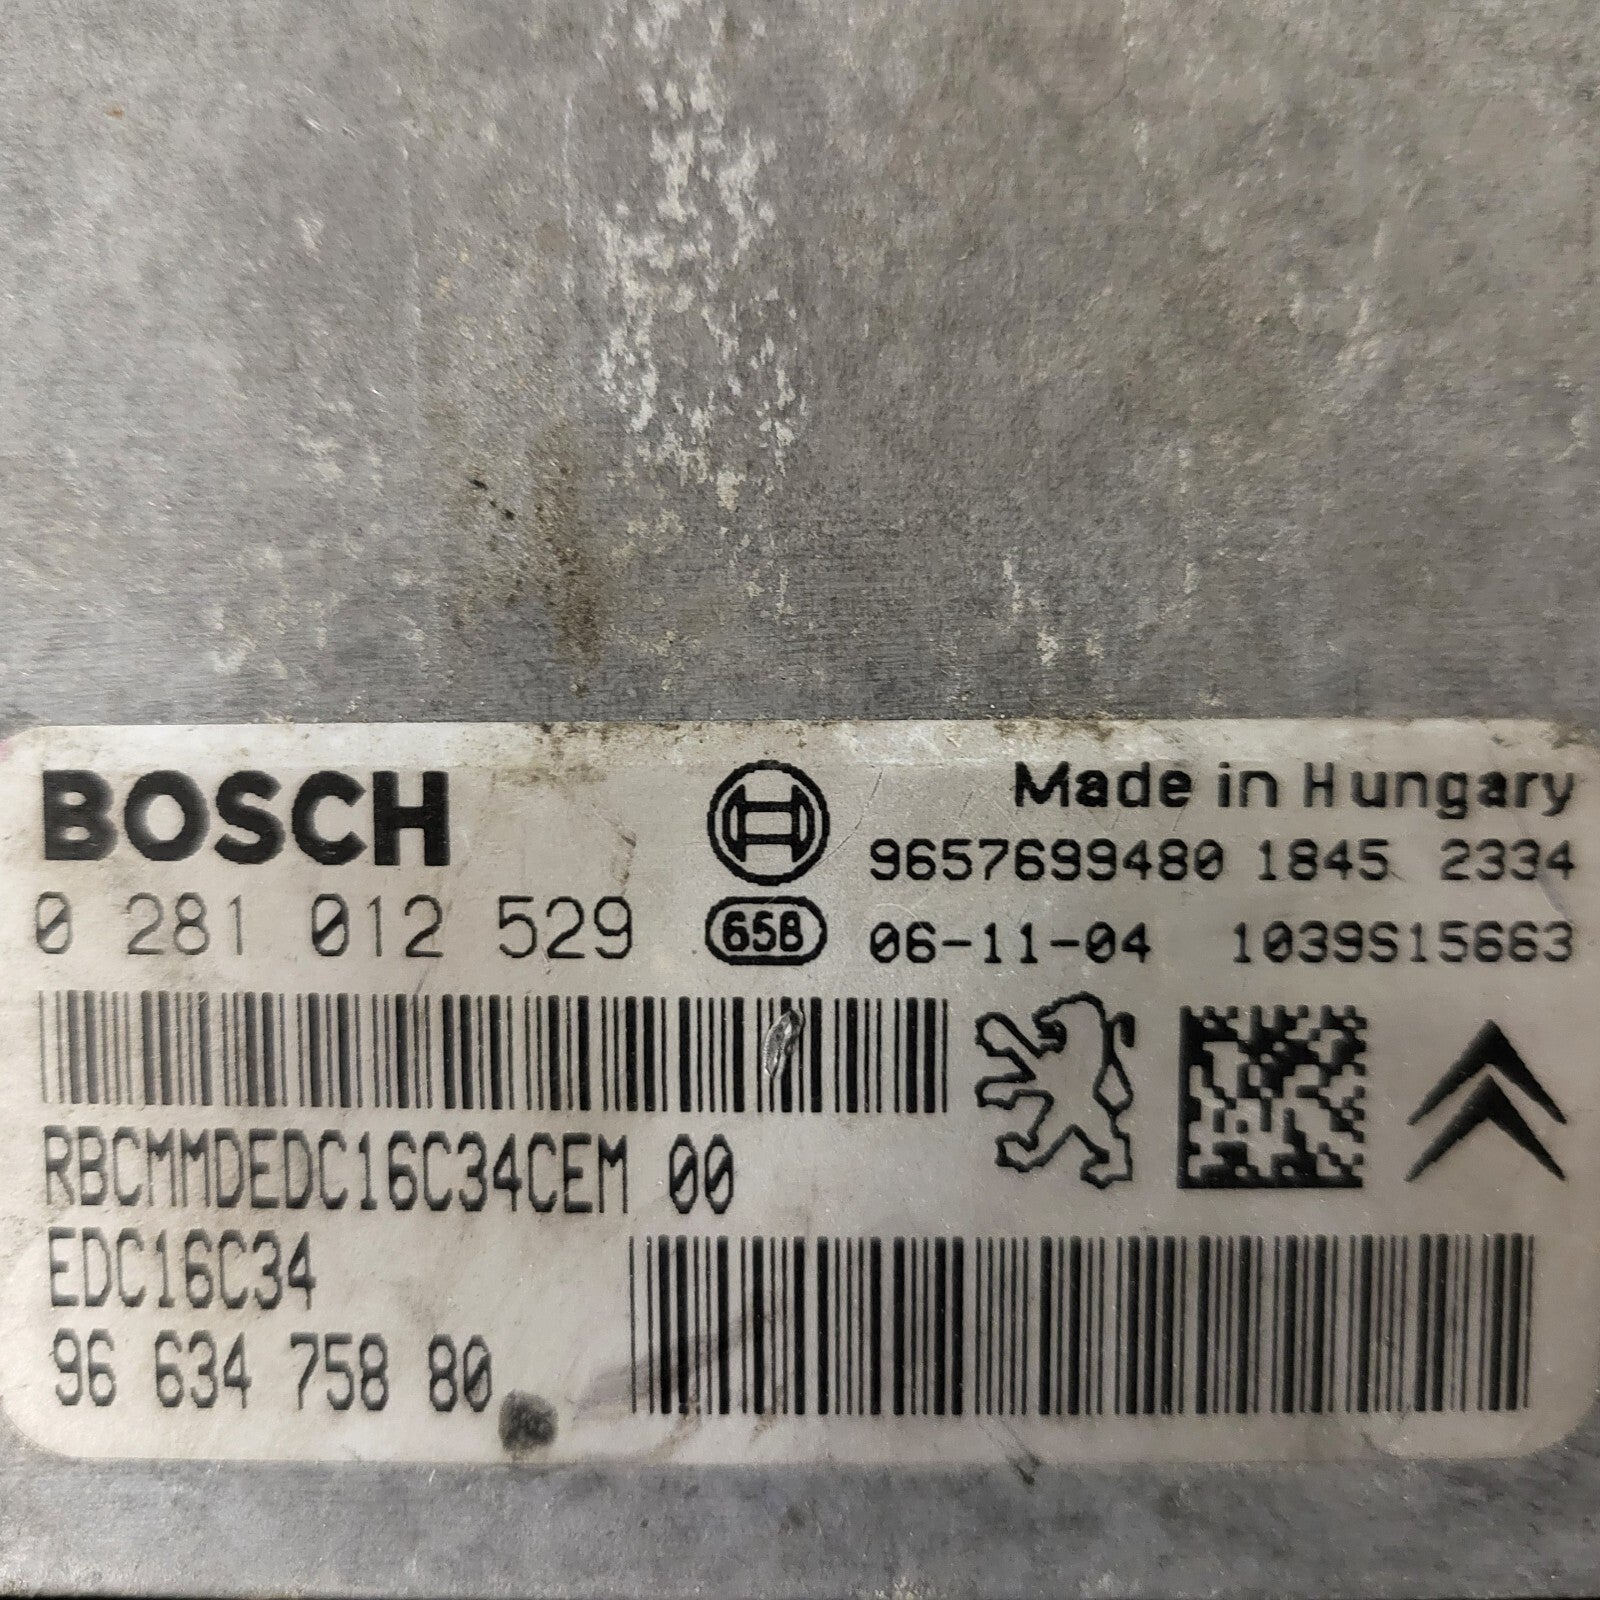 BOSCH
Made in Hungary
9657699480 1845 2334
0 281 012 529
658
06-11-04 1039S15663
RBCMMDEDC16C34CEM 00
EDC16C34
96 634 758 80